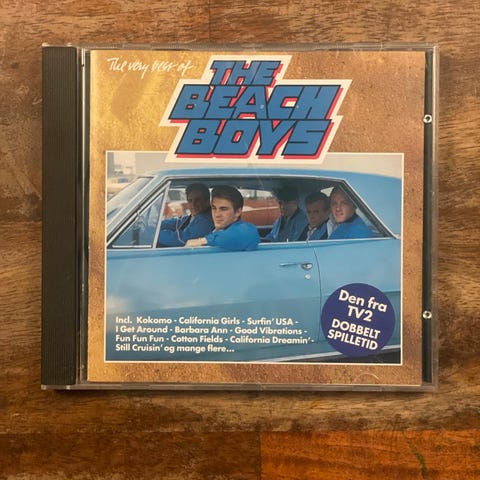 The very best of
THE
BEACH
BOYS
Incl. Kokomo - California Girls - Surfin' USA -
I Get Around - Barbara Ann - Good Vibrations -
Fun Fun Fun - Cotton Fields - California Dreamin' -
Still Cruisin' og mange flere...
Den fra
TV2
DOBBELT
SPILLETID